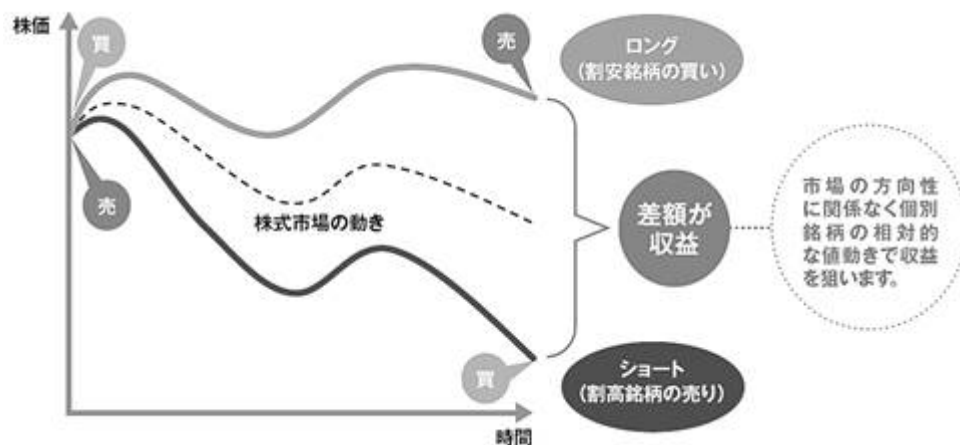 株価
買
売
ロング
(割安銘柄の買い)
売
株式市場の動き
差額が
収益
市場の方向性
に関係なく個別
銘柄の相対的
な値動きで収益
を狙います。
買
ショート
(割高銘柄の売り)
時間